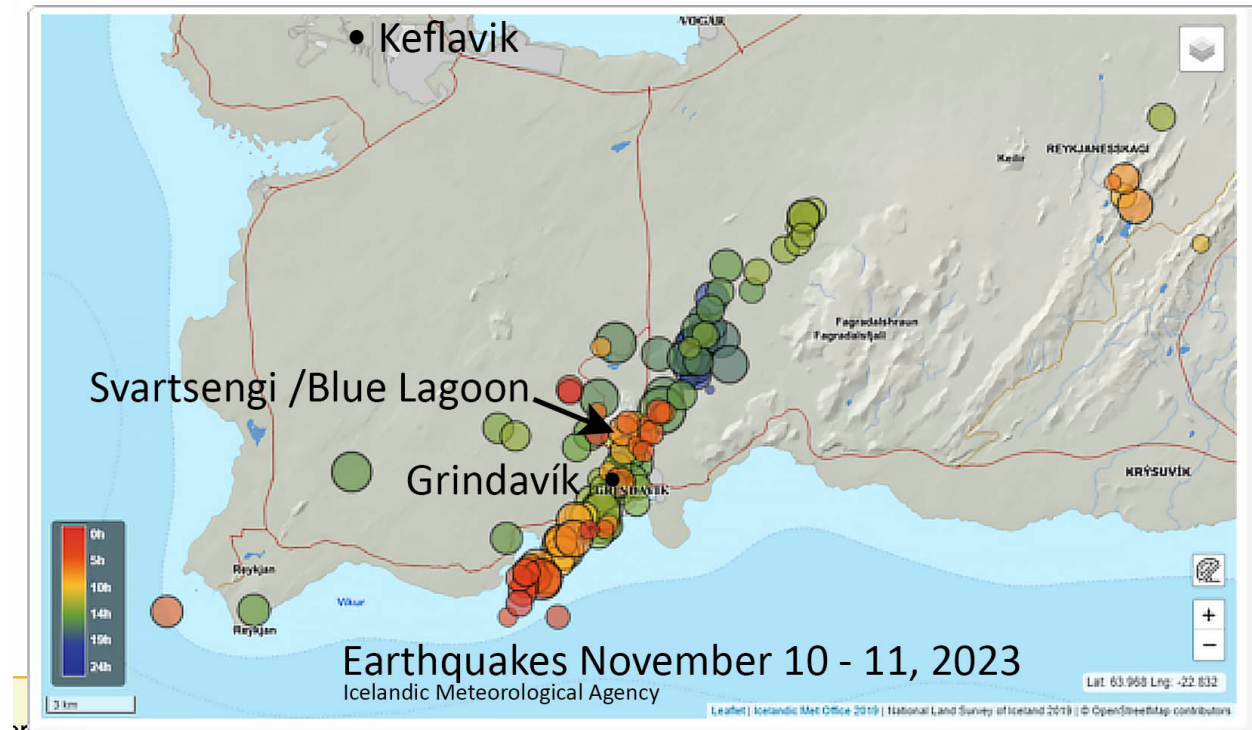 VOGAR
Keflavik
Keilir
REYKJANESSKAGI
Fagradalshraun
Fagradalsfjall
Svartsengi /Blue Lagoon
Grindavík
GRINDAVÍK
KRÝSUVÍK
0h
5h
10h
14h
19h
24h
Reykjan
Reykjan
Víkur
+
−
Earthquakes November 10 - 11, 2023
Icelandic Meteorological Agency
Lat: 63.968 Lng: -22.832
3 km
Leaflet | Icelandic Met Office 2019 | National Land Survey of Iceland 2019 | © OpenStreetMap contributors